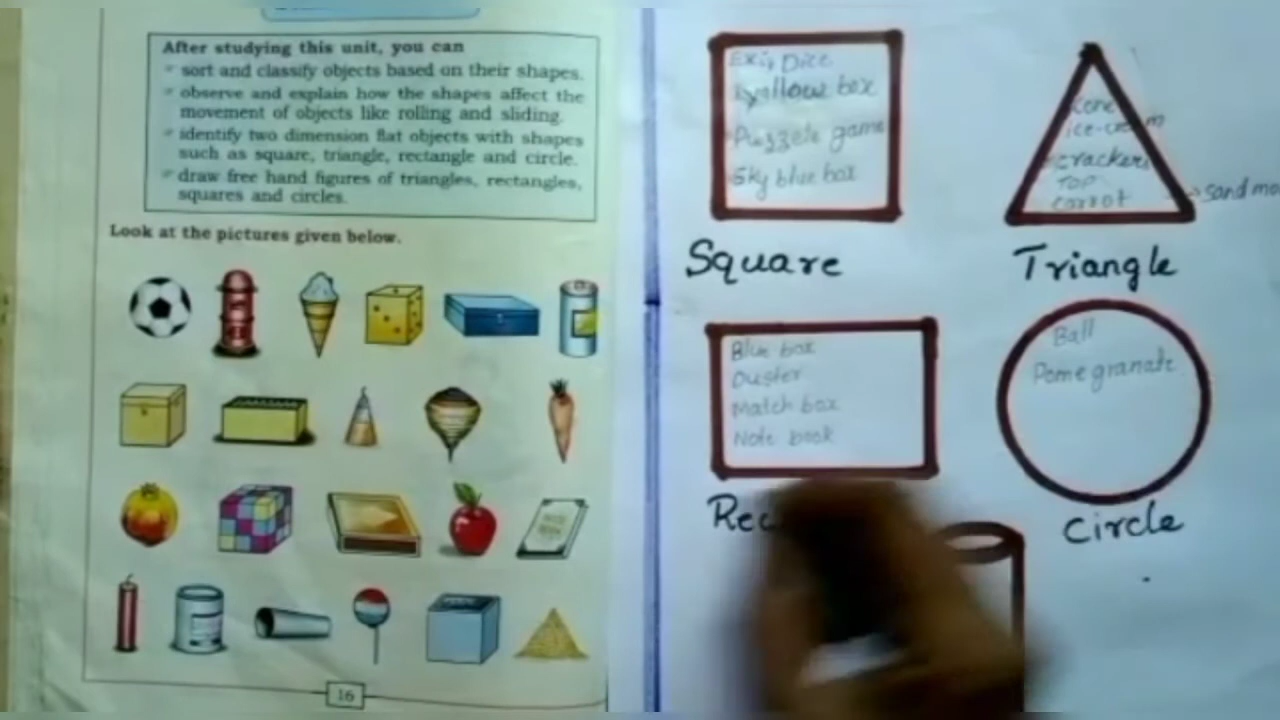 After studying this unit, you can
sort and classify objects based on their shapes.
observe and explain how the shapes affect the
movement of objects like rolling and sliding.
identify two dimension flat objects with shapes
such as square, triangle, rectangle and circle.
draw free hand figures of triangles, rectangles,
squares and circles.
Look at the pictures given below.
16
Dice
yellow box
game
Sky blue box
Square
Cone
ice-cream
crackers
Top
carrot
Sand
Triangle
Blue box
Duster
Match box
Note book
Ball
Pomegranate
Circle